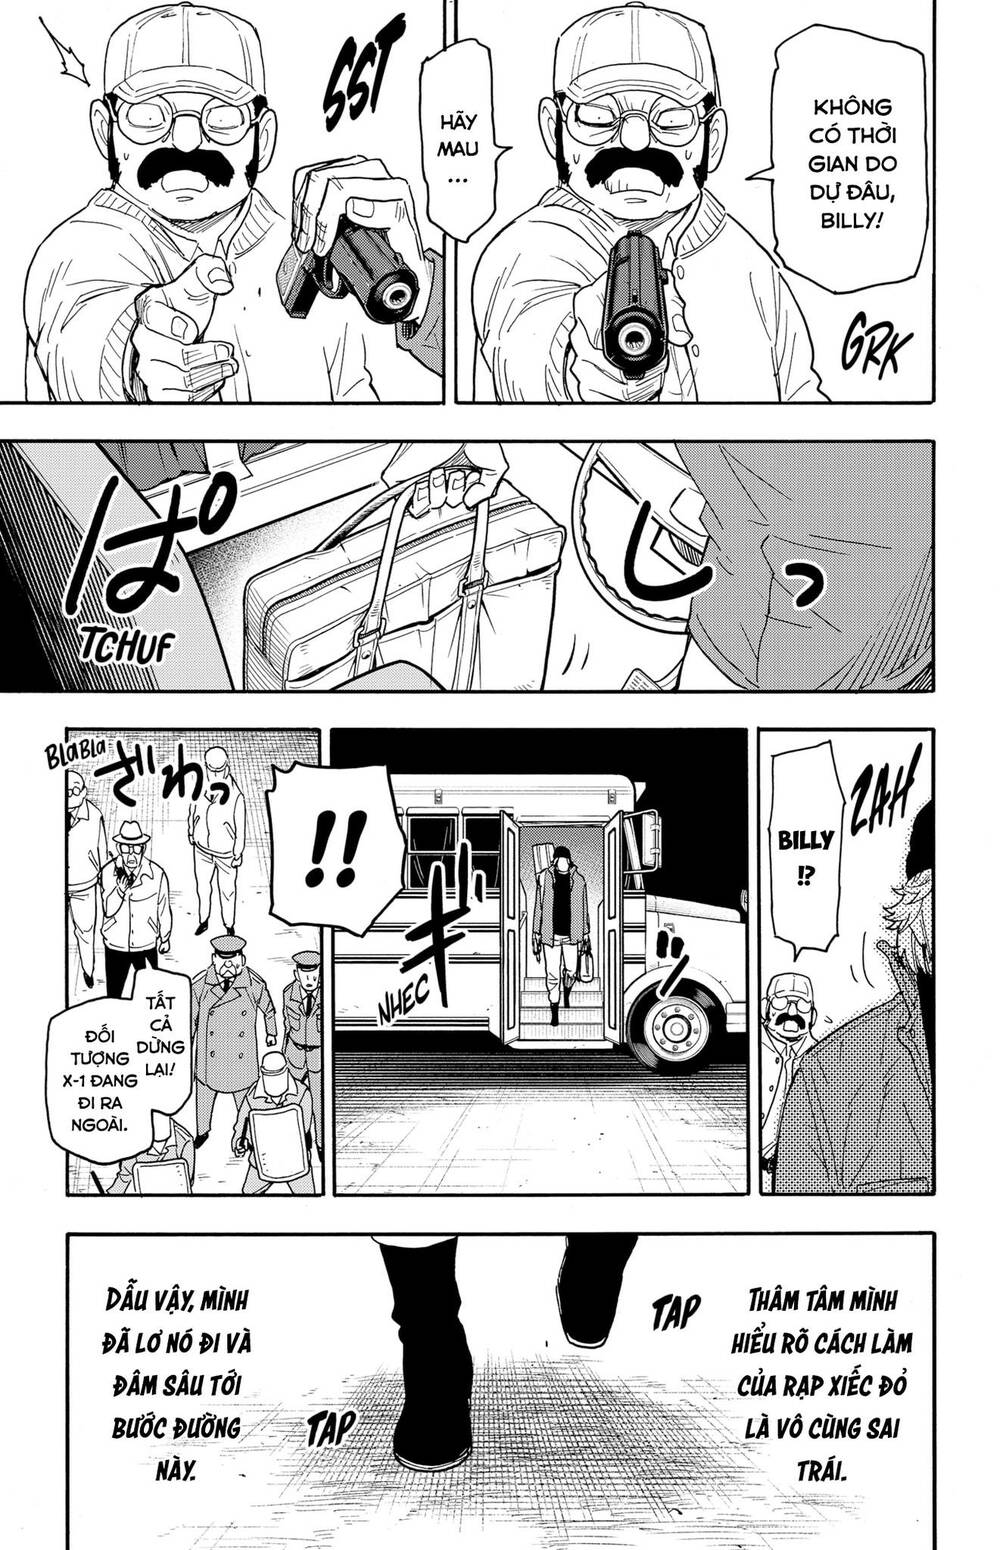 KHÔNG
CÓ THỜI
GIAN DO
DỰ ĐÂU,
BILLY!
GRK
HÃY
MAU
...
SST
ぱしっ
TCHUF
ZAH
BILLY
!?
!!
ギ
ッ
NHEC
BLABLA
ざわっ
TẤT
CẢ
DỪNG
LẠI!
ĐỐI
TƯỢNG
X-1 ĐANG
ĐI RA
NGOÀI.
THÂM TÂM MÌNH
HIỂU RÕ CÁCH LÀM
CỦA RẠP XIẾC ĐỎ
LÀ VÔ CÙNG SAI
TRÁI.
TAP
TAP
DẪU VẬY, MÌNH
ĐÃ LƠ NÓ ĐI VÀ
ĐÂM SÂU TỚI
BƯỚC ĐƯỜNG
NÀY.